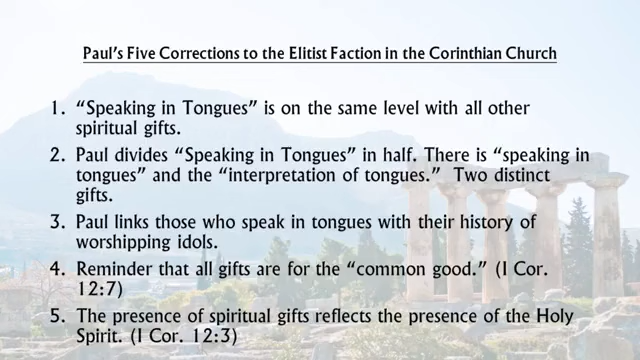 Paul's Five Corrections to the Elitist Faction in the Corinthian Church
1. "Speaking in Tongues" is on the same level with all other
spiritual gifts.
2. Paul divides "Speaking in Tongues" in half. There is "speaking in
tongues" and the "interpretation of tongues." Two distinct
gifts.
3. Paul links those who speak in tongues with their history of
worshipping idols.
4. Reminder that all gifts are for the "common good." (I Cor.
12:7)
5. The presence of spiritual gifts reflects the presence of the Holy
Spirit. (I Cor. 12:3)